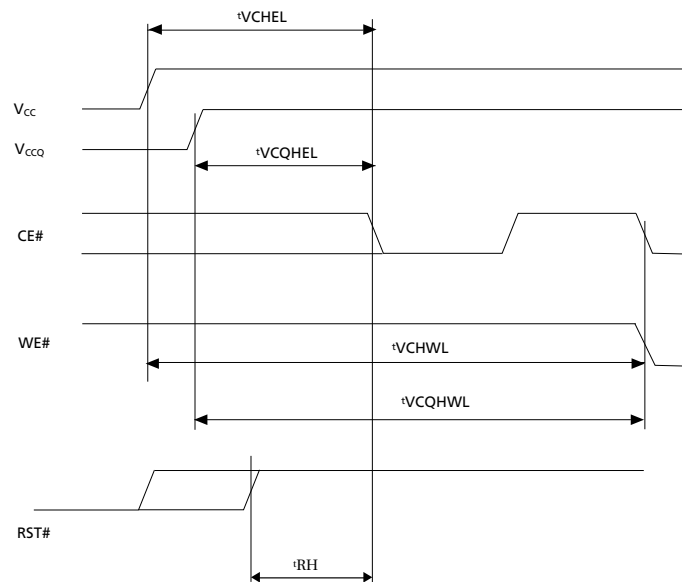 tVCHEL
VCC
VCCQ
tVCQHEL
CE#
WE#
tVCHWL
tVCQHWL
RST#
tRH